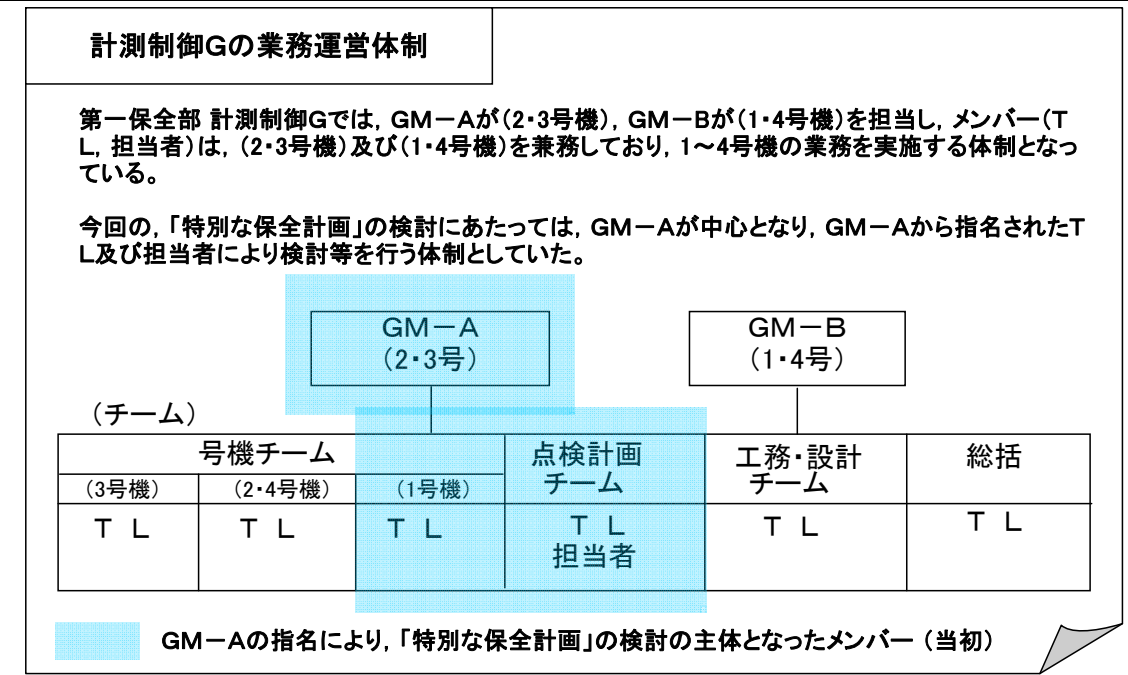 計測制御Gの業務運営体制
第一保全部 計測制御Gでは，GM－Aが（2・3号機），GM－Bが（1・4号機）を担当し，メンバー（T
L，担当者）は，（2・3号機）及び（1・4号機）を兼務しており，1～4号機の業務を実施する体制となっ
ている。
今回の，「特別な保全計画」の検討にあたっては，GM－Aが中心となり，GM－Aから指名されたT
L及び担当者により検討等を行う体制としていた。
GM－A
（2・3号）
GM－B
（1・4号）
（チーム）
号機チーム
点検計画
チーム
工務・設計
チーム
総括
（3号機）
（2・4号機）
（1号機）
T L
T L
T L
T L
担当者
T L
T L
GM－Aの指名により，「特別な保全計画」の検討の主体となったメンバー（当初）